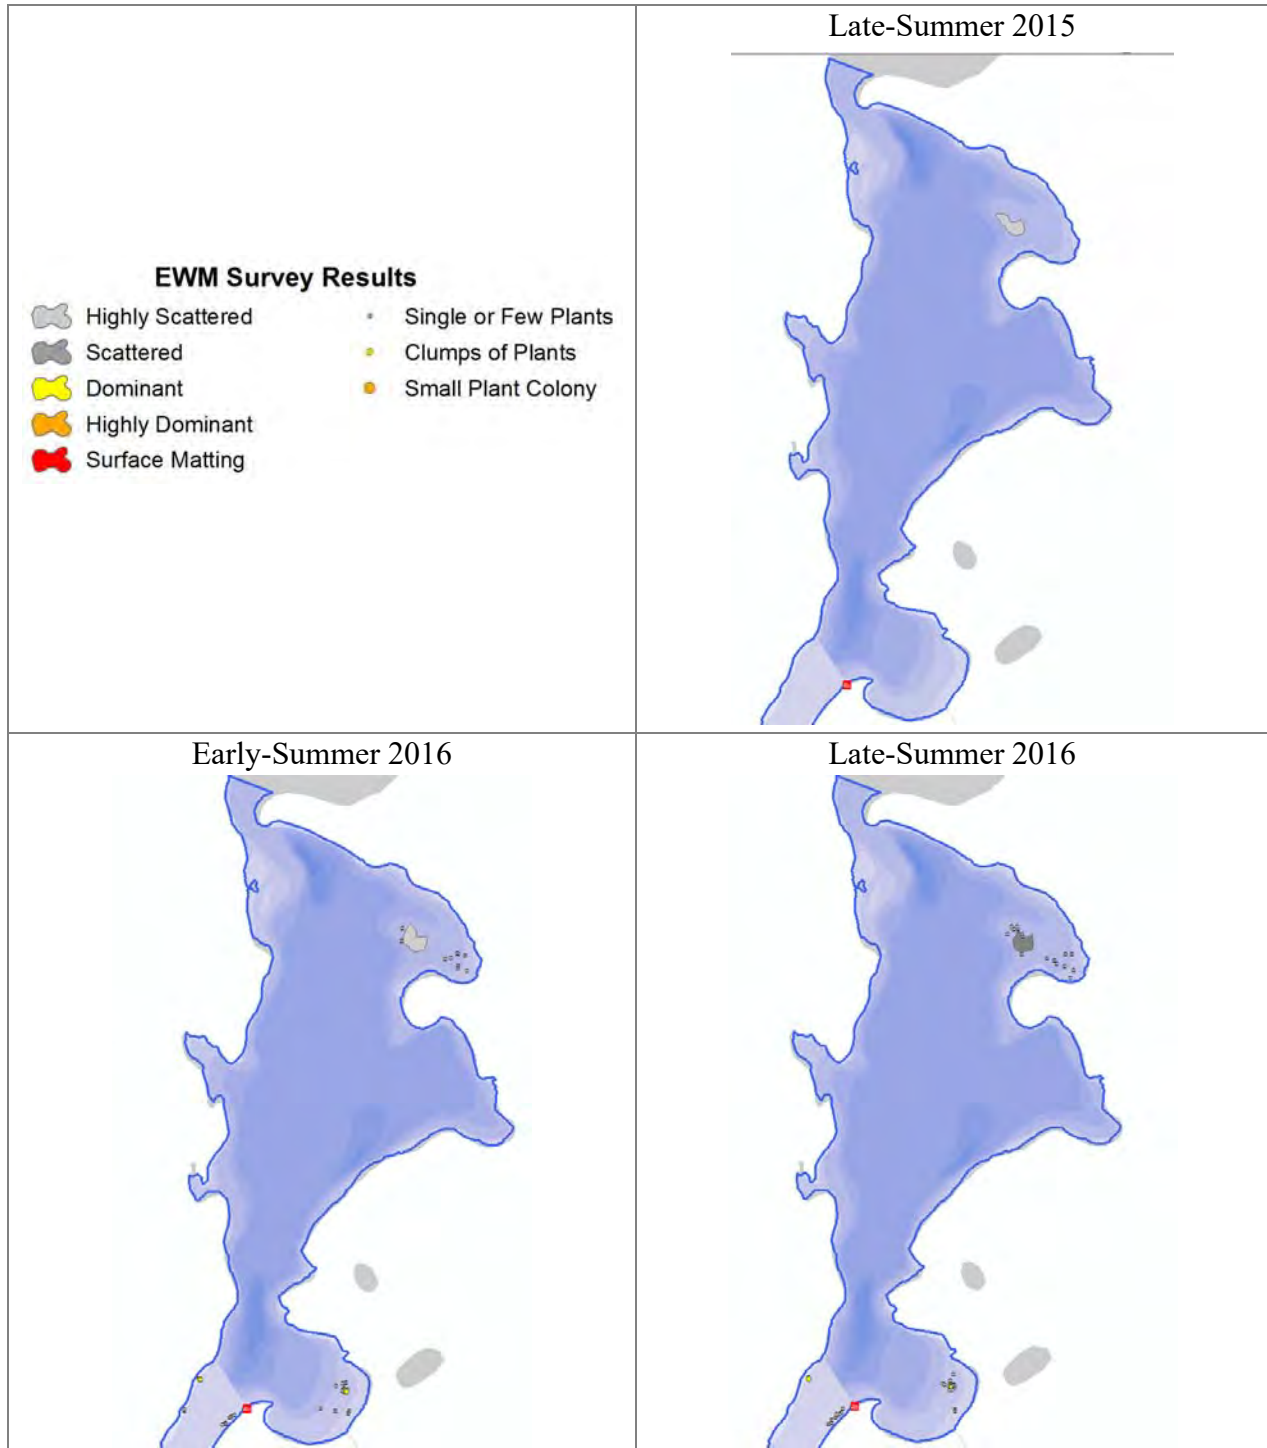 Late-Summer 2015
EWM Survey Results
Highly Scattered
Scattered
Dominant
Highly Dominant
Surface Matting
Single or Few Plants
Clumps of Plants
Small Plant Colony
Early-Summer 2016
Late-Summer 2016